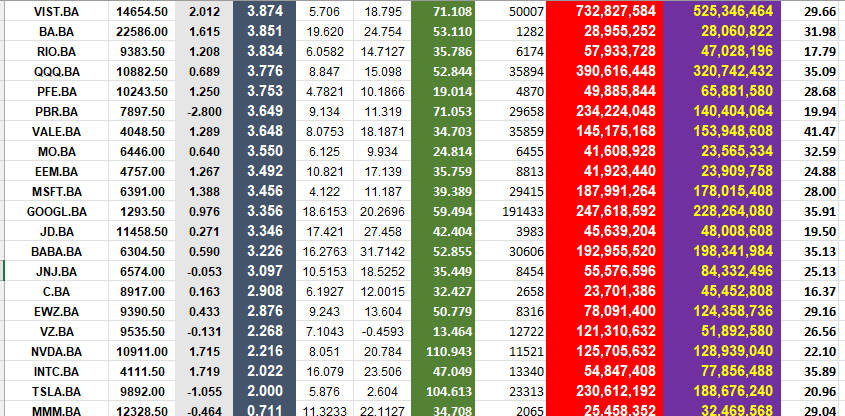 VIST.BA 14654.50 2.012 3.874 5.706 18.795 71.108 50007 732,827,584 525,346,464 29.66
BA.BA 22586.00 1.615 3.851 19.620 24.754 53.110 1282 28,955,252 28,060,822 31.98
RIO.BA 9383.50 1.208 3.834 6.0582 14.7127 35.786 6174 57,933,728 47,028,196 17.79
QQQ.BA 10882.50 0.689 3.776 8.847 15.098 52.844 35894 390,616,448 320,742,432 35.09
PFE.BA 10243.50 1.250 3.753 4.7821 10.1866 19.014 4870 49,885,844 65,881,580 28.68
PBR.BA 7897.50 -2.800 3.649 9.134 11.319 71.053 29658 234,224,048 140,404,064 19.94
VALE.BA 4048.50 1.289 3.648 8.0753 18.1871 34.703 35859 145,175,168 153,948,608 41.47
MO.BA 6446.00 0.640 3.550 6.125 9.934 24.814 6455 41,608,928 23,565,334 32.59
EEM.BA 4757.00 1.267 3.492 10.821 17.139 35.759 8813 41,923,440 23,909,758 24.88
MSFT.BA 6391.00 1.388 3.456 4.122 11.187 39.389 29415 187,991,264 178,015,408 28.00
GOOGL.BA 1293.50 0.976 3.356 18.6153 20.2696 59.494 191433 247,618,592 228,264,080 35.91
JD.BA 11458.50 0.271 3.346 17.421 27.458 42.404 3983 45,639,204 48,008,608 19.50
BABA.BA 6304.50 0.590 3.226 16.2763 31.7142 52.855 30606 192,955,520 198,341,984 35.13
JNJ.BA 6574.00 -0.053 3.097 10.5153 18.5252 35.449 8454 55,576,596 84,332,496 25.13
C.BA 8917.00 0.163 2.908 6.1927 12.0015 32.427 2658 23,701,386 45,452,808 16.37
EWZ.BA 9390.50 0.433 2.876 9.243 13.604 50.779 8316 78,091,400 124,358,736 29.16
VZ.BA 9535.50 -0.131 2.268 7.1043 -0.4593 13.464 12722 121,310,632 51,892,580 26.56
NVDA.BA 10911.00 1.715 2.216 8.051 20.784 110.943 11521 125,705,632 128,939,040 22.10
INTC.BA 4111.50 1.719 2.022 16.079 23.506 47.049 13340 54,847,408 77,856,488 35.89
TSLA.BA 9892.00 -1.055 2.000 5.876 2.604 104.613 23313 230,612,192 188,676,240 20.96
MMM.BA 12328.50 -0.464 0.711 11.3233 22.1127 34.708 2065 25,458,352 32,469,568 29.04